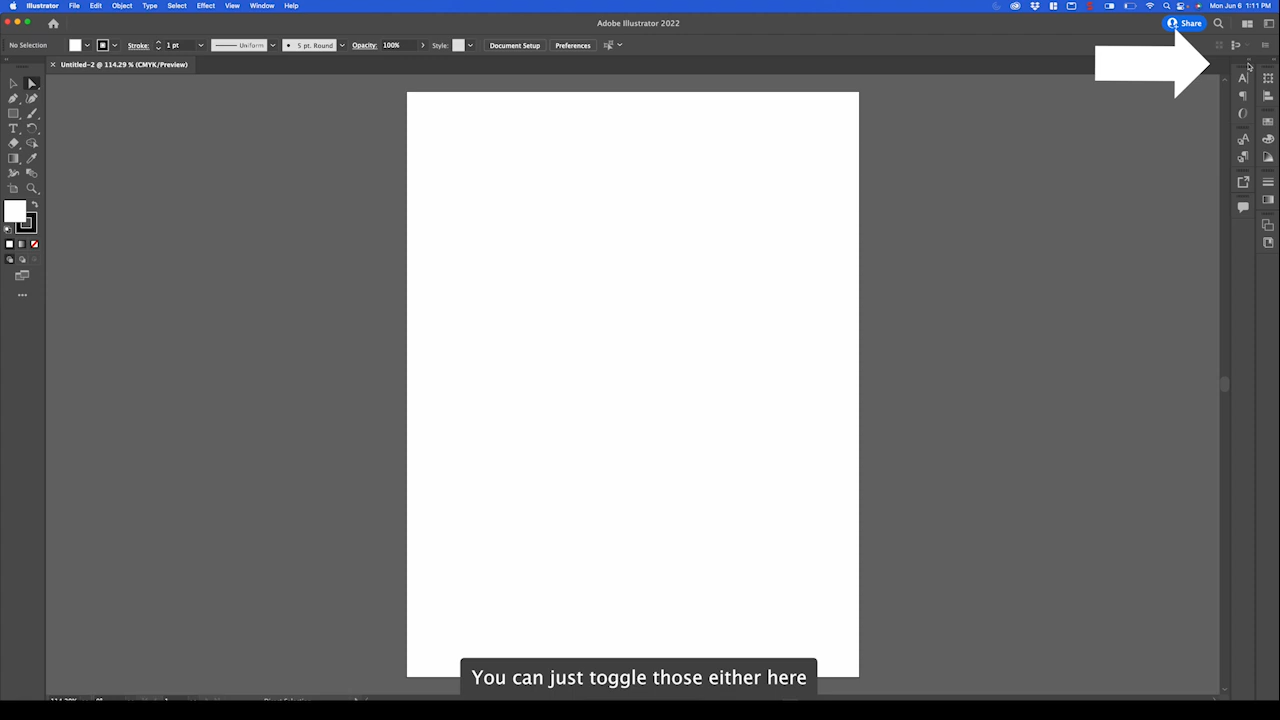 Illustrator File Edit Object Type Select Effect View Window Help Mon Jun 6 1:11 PM
Adobe Illustrator 2022 Share
No Selection Stroke: 1 pt Uniform 5 pt. Round Opacity: 100% Style: Document Setup Preferences
Untitled-2 @ 114.29 % (CMYK/Preview)
You can just toggle those either here